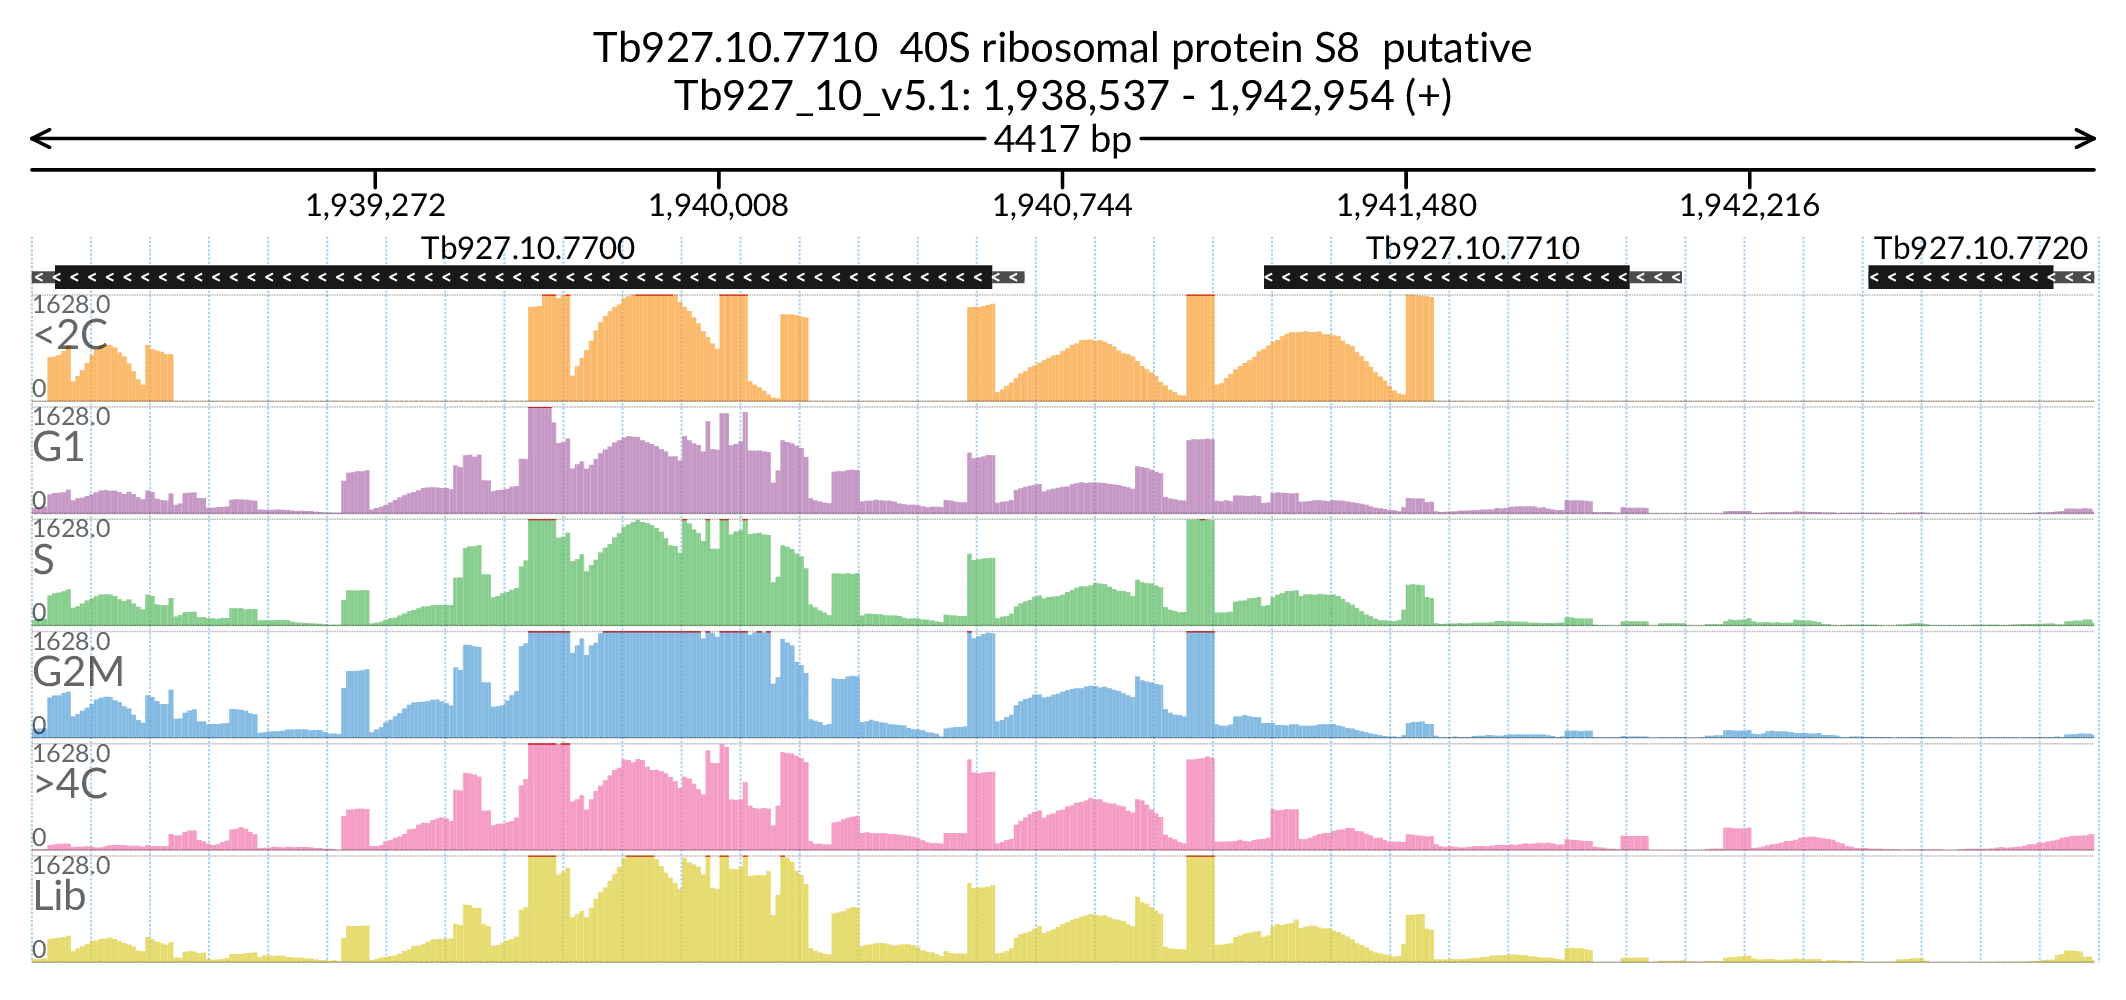 Tb927.10.7710  40S ribosomal protein S8  putative
Tb927_10_v5.1: 1,938,537 - 1,942,954 (+)
4417 bp
1,939,272 1,940,008 1,940,744 1,941,480 1,942,216
Tb927.10.7700 Tb927.10.7710 Tb927.10.7720
1628.0
<2C
0
1628.0
G1
0
1628.0
S
0
1628.0
G2M
0
1628.0
>4C
0
1628.0
Lib
0